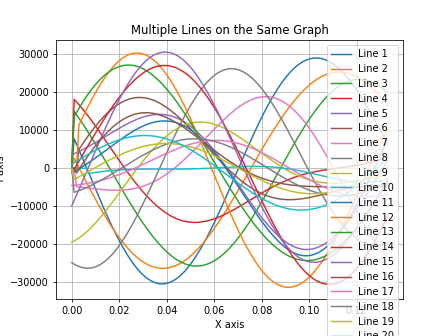 Multiple Lines on the Same Graph
30000
20000
10000
0
−10000
−20000
−30000
0.00
0.02
0.04
0.06
0.08
0.10
X axis
Line 1
Line 2
Line 3
Line 4
Line 5
Line 6
Line 7
Line 8
Line 9
Line 10
Line 11
Line 12
Line 13
Line 14
Line 15
Line 16
Line 17
Line 18
Line 19
Line 20